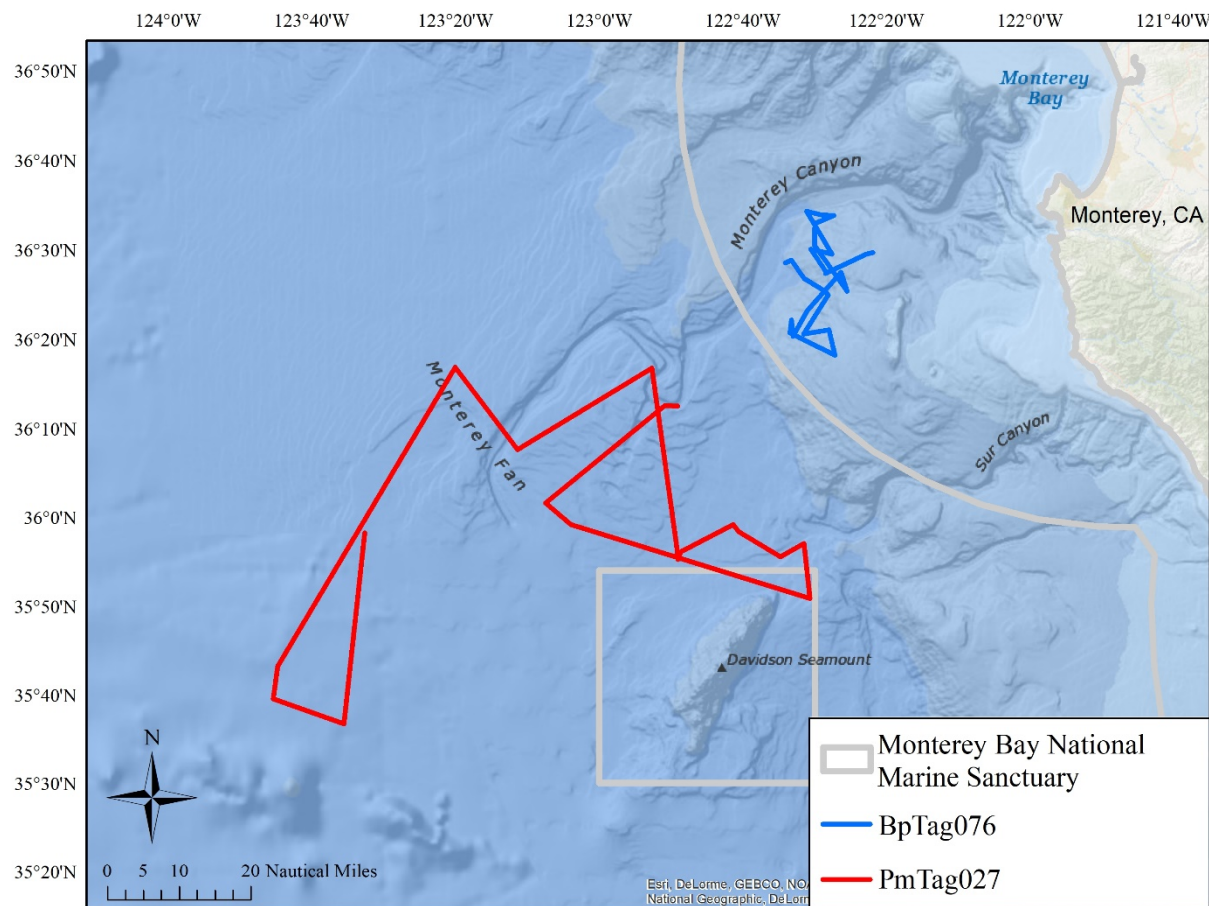 124°0'W 123°40'W 123°20'W 123°0'W 122°40'W 122°20'W 122°0'W 121°40'W
36°50'N
36°40'N
36°30'N
36°20'N
36°10'N
36°0'N
35°50'N
35°40'N
35°30'N
35°20'N
Monterey
Bay
Monterey Canyon
Monterey, CA
Monterey Fan
Sur Canyon
Davidson Seamount
N
0 5 10 20 Nautical Miles
Monterey Bay National
Marine Sanctuary
BpTag076
PmTag027
Esri, DeLorme, GEBCO,
National Geographic,